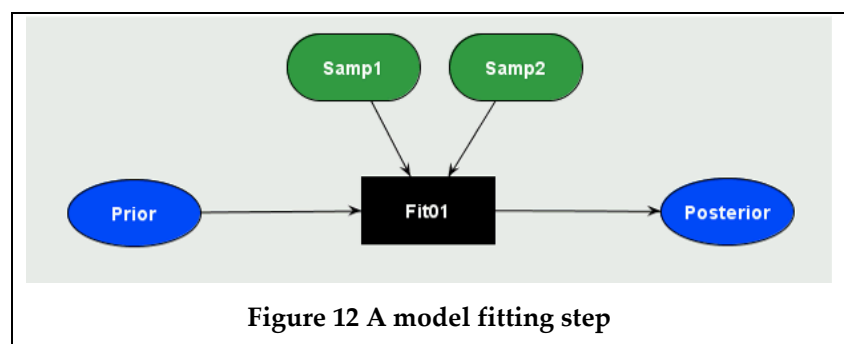 Samp1 Samp2
Prior Fit01 Posterior
Figure 12 A model fitting step